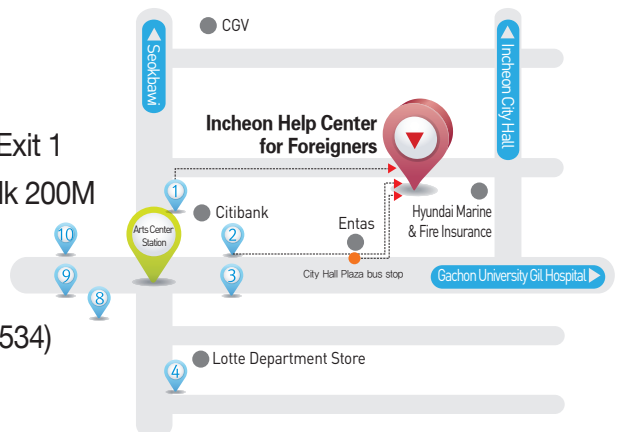 CGV
▲ Seokbawi
▲ Incheon City Hall
Incheon Help Center
for Foreigners
Exit 1
lk 200M
1
Citibank
Hyundai Marine
& Fire Insurance
Arts Center
Station
10
2
Entas
City Hall Plaza bus stop
9
3
Gachon University Gil Hospital ▶
8
534)
Lotte Department Store
4